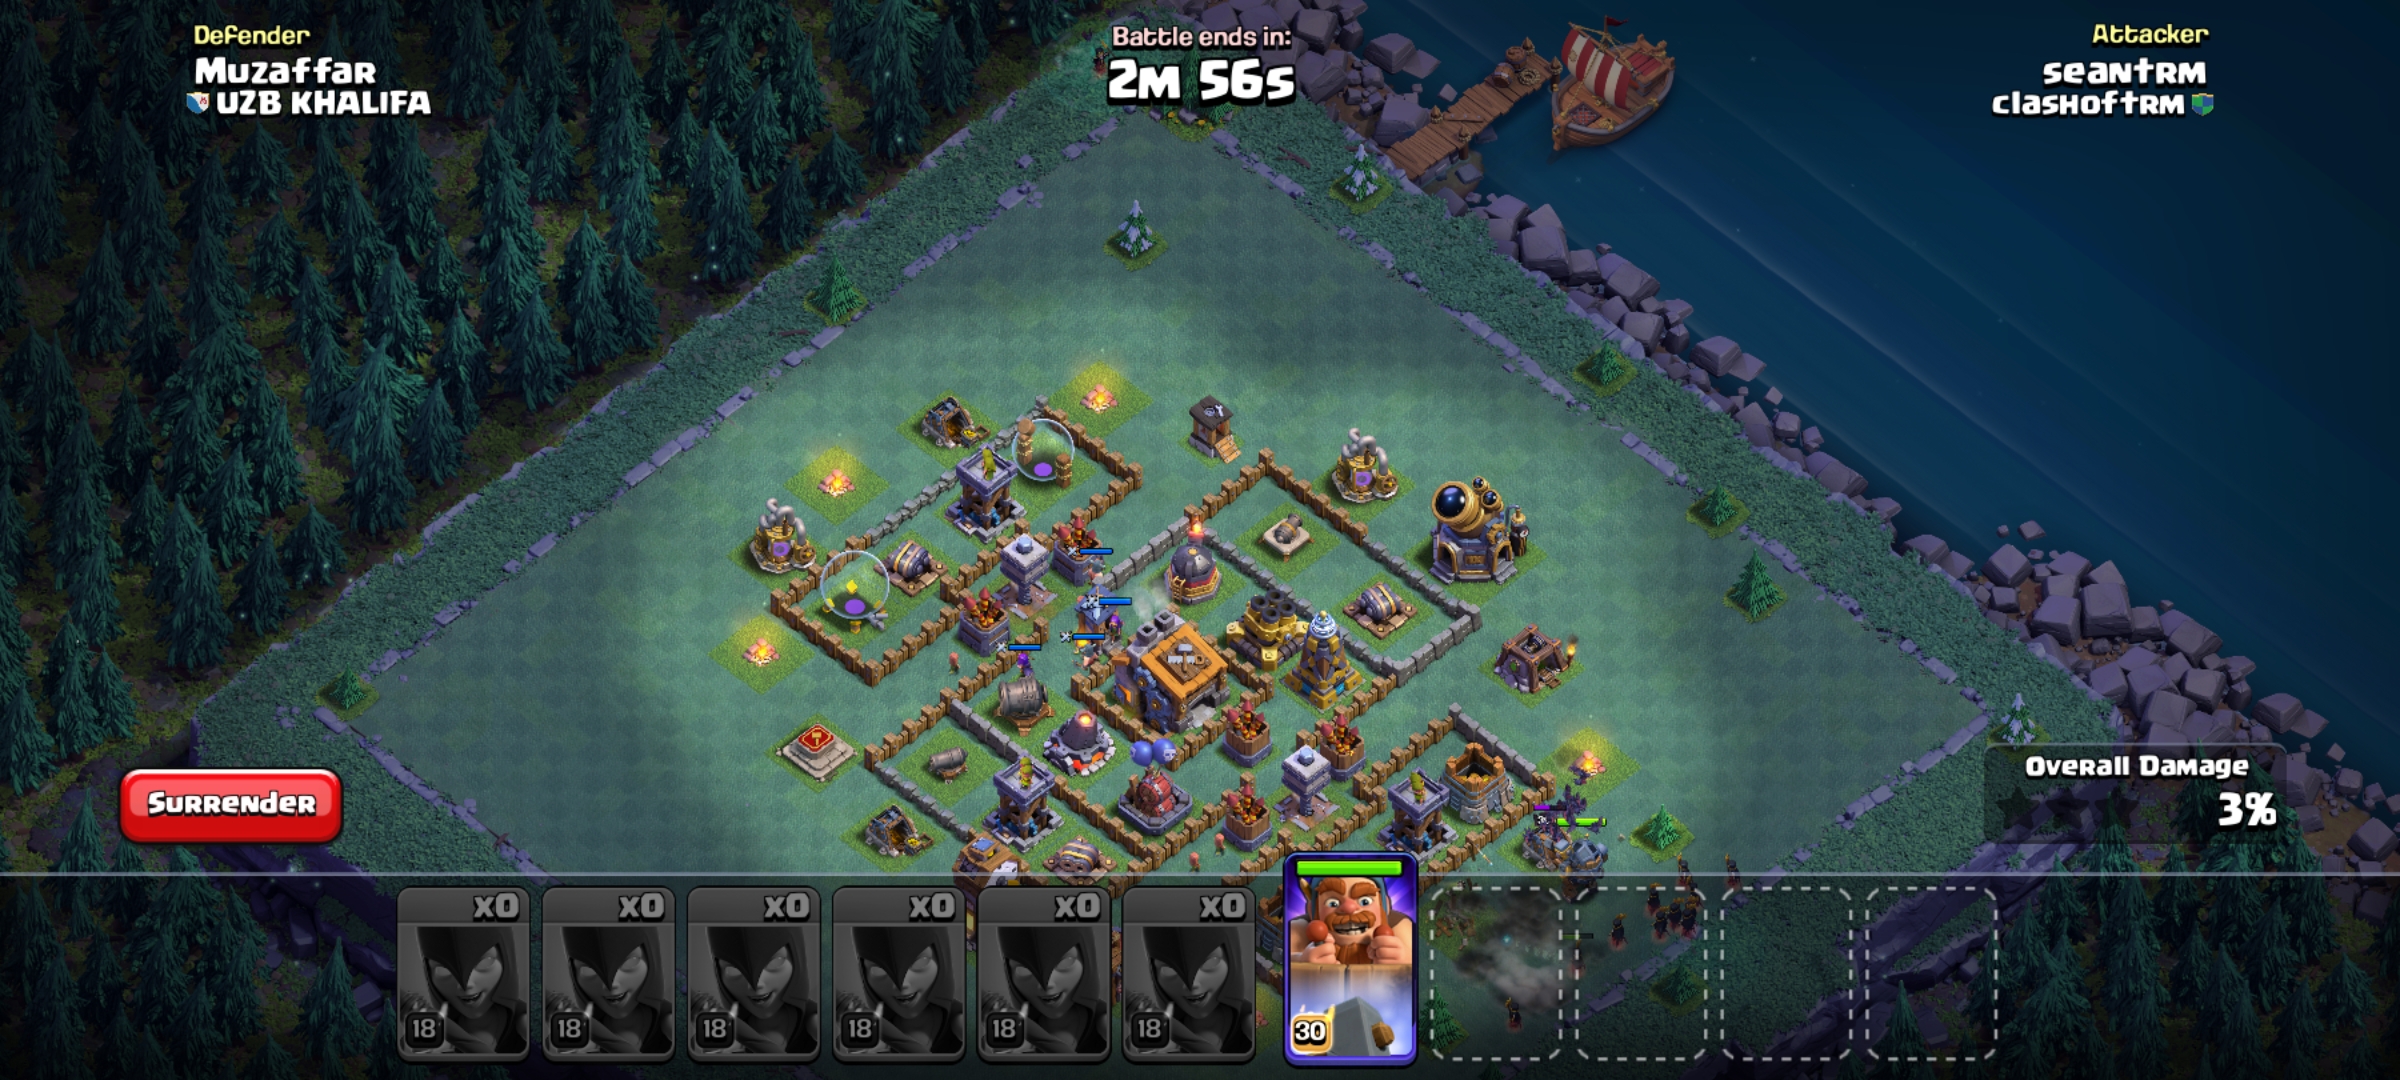 Defender
Muzaffar
UZB KHALIFA
Battle ends in:
2M 56s
Attacker
seantrm
clashoftrm
Surrender
Overall Damage
3%
x0
x0
x0
x0
x0
x0
18
18
18
18
18
18
30